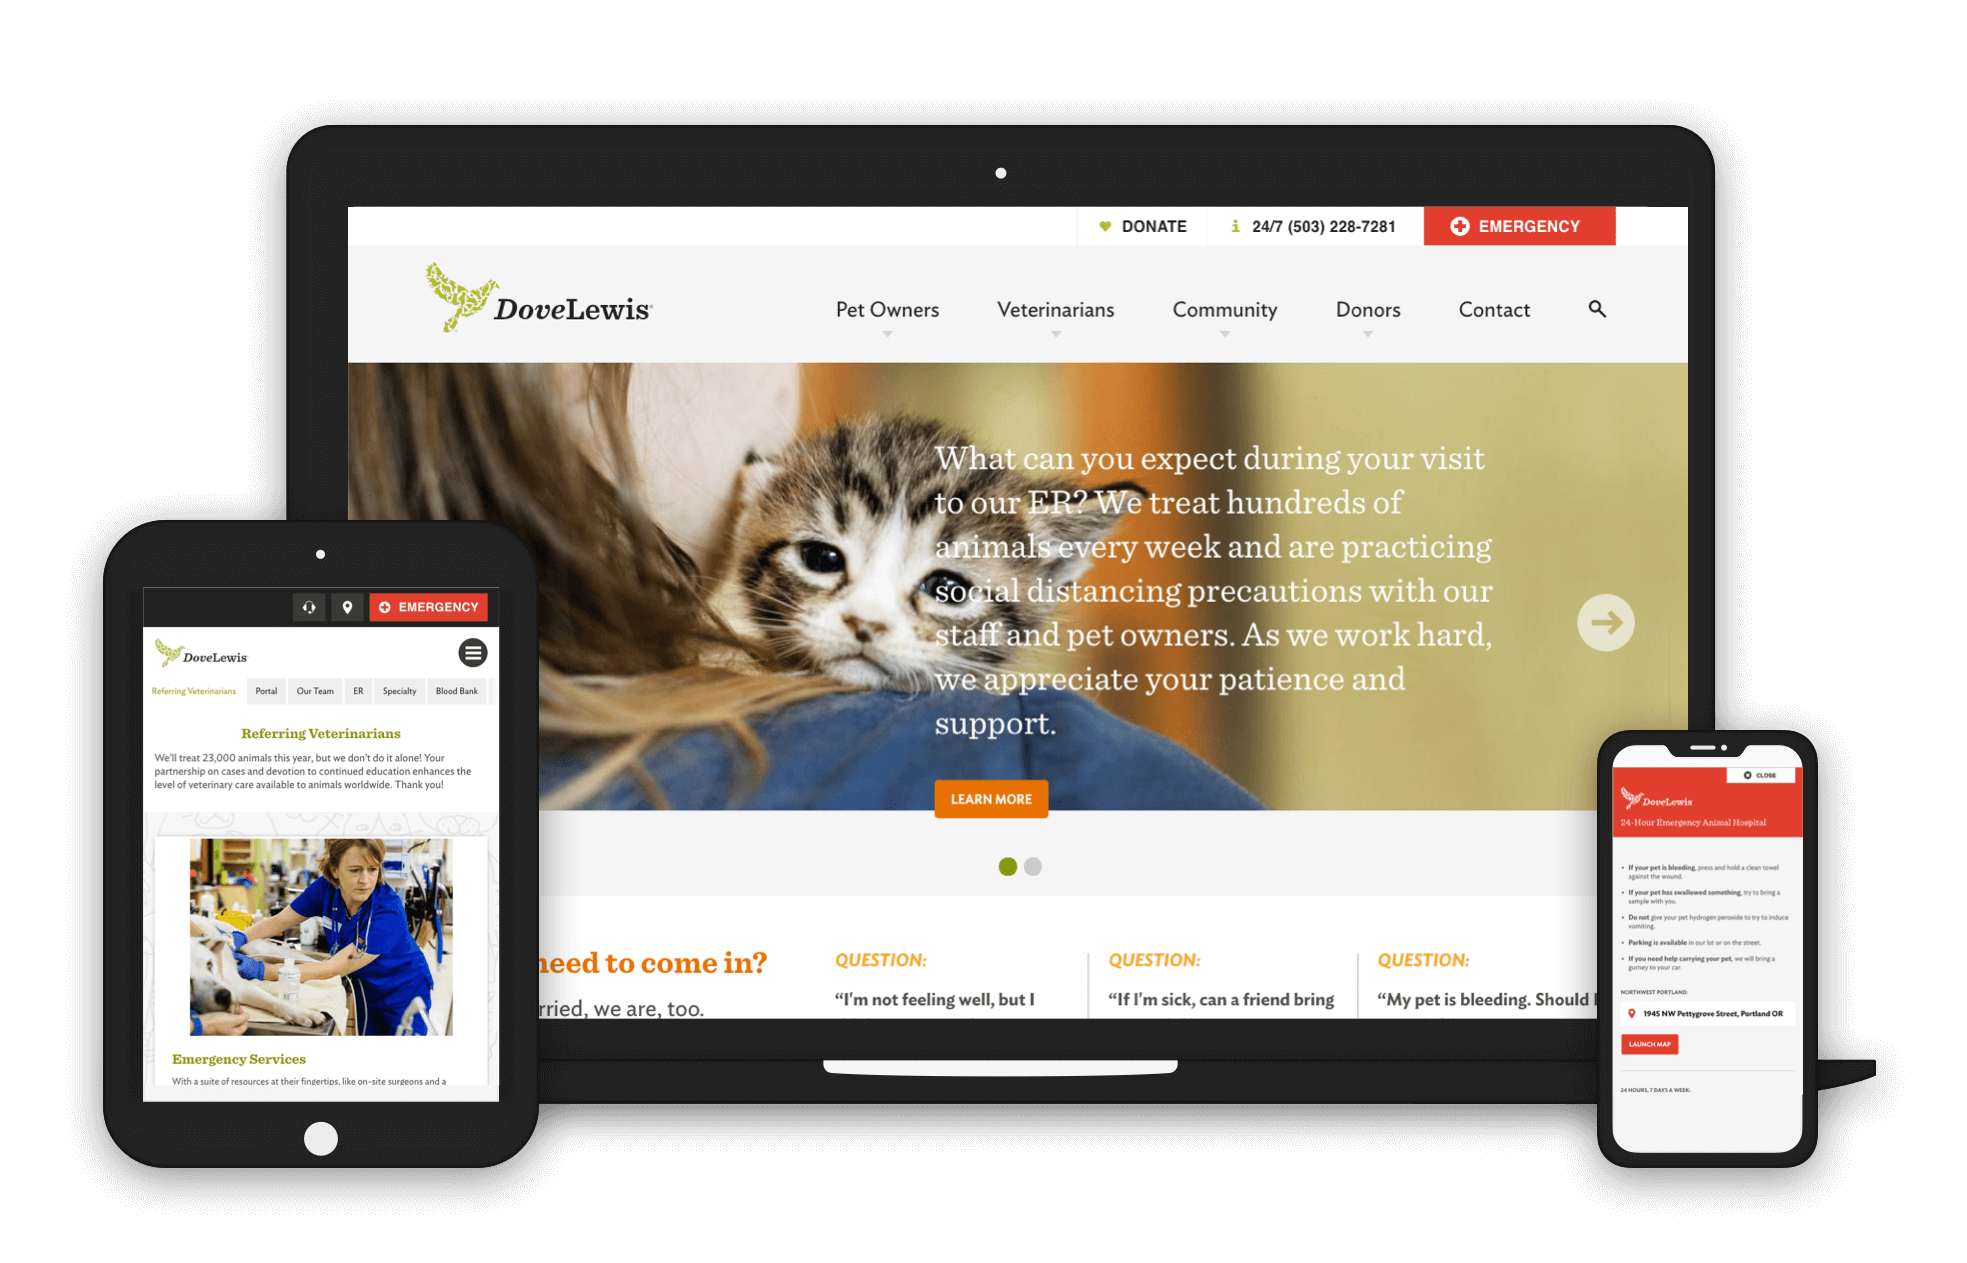 DONATE
24/7 (503) 228-7281
EMERGENCY
DoveLewis
Pet Owners
Veterinarians
Community
Donors
Contact
What can you expect during your visit
to our ER? We treat hundreds of
animals every week and are practicing
social distancing precautions with our
staff and pet owners. As we work hard,
we appreciate your patience and
support.
LEARN MORE
need to come in?
rried, we are, too.
QUESTION:
“I'm not feeling well, but I
QUESTION:
“If I'm sick, can a friend bring
QUESTION:
“My pet is bleeding. Should I
EMERGENCY
DoveLewis
Referring Veterinarians
Portal
Our Team
ER
Specialty
Blood Bank
Referring Veterinarians
We'll treat 23,000 animals this year, but we don't do it alone! Your
partnership on cases and devotion to continued education enhances the
level of veterinary care available to animals worldwide. Thank you!
Emergency Services
With a suite of resources at their fingertips, like on-site surgeons and a
CLOSE
DoveLewis
24-Hour Emergency Animal Hospital
• If your pet is bleeding, press and hold a clean towel
against the wound.
• If your pet has swallowed something, try to bring a
sample with you.
• Do not give your pet hydrogen peroxide to try to induce
vomiting.
• Parking is available in our lot or on the street.
• If you need help carrying your pet, we will bring a
gurney to your car.
NORTHWEST PORTLAND:
1945 NW Pettygrove Street, Portland OR
LAUNCH MAP
24 HOURS, 7 DAYS A WEEK: